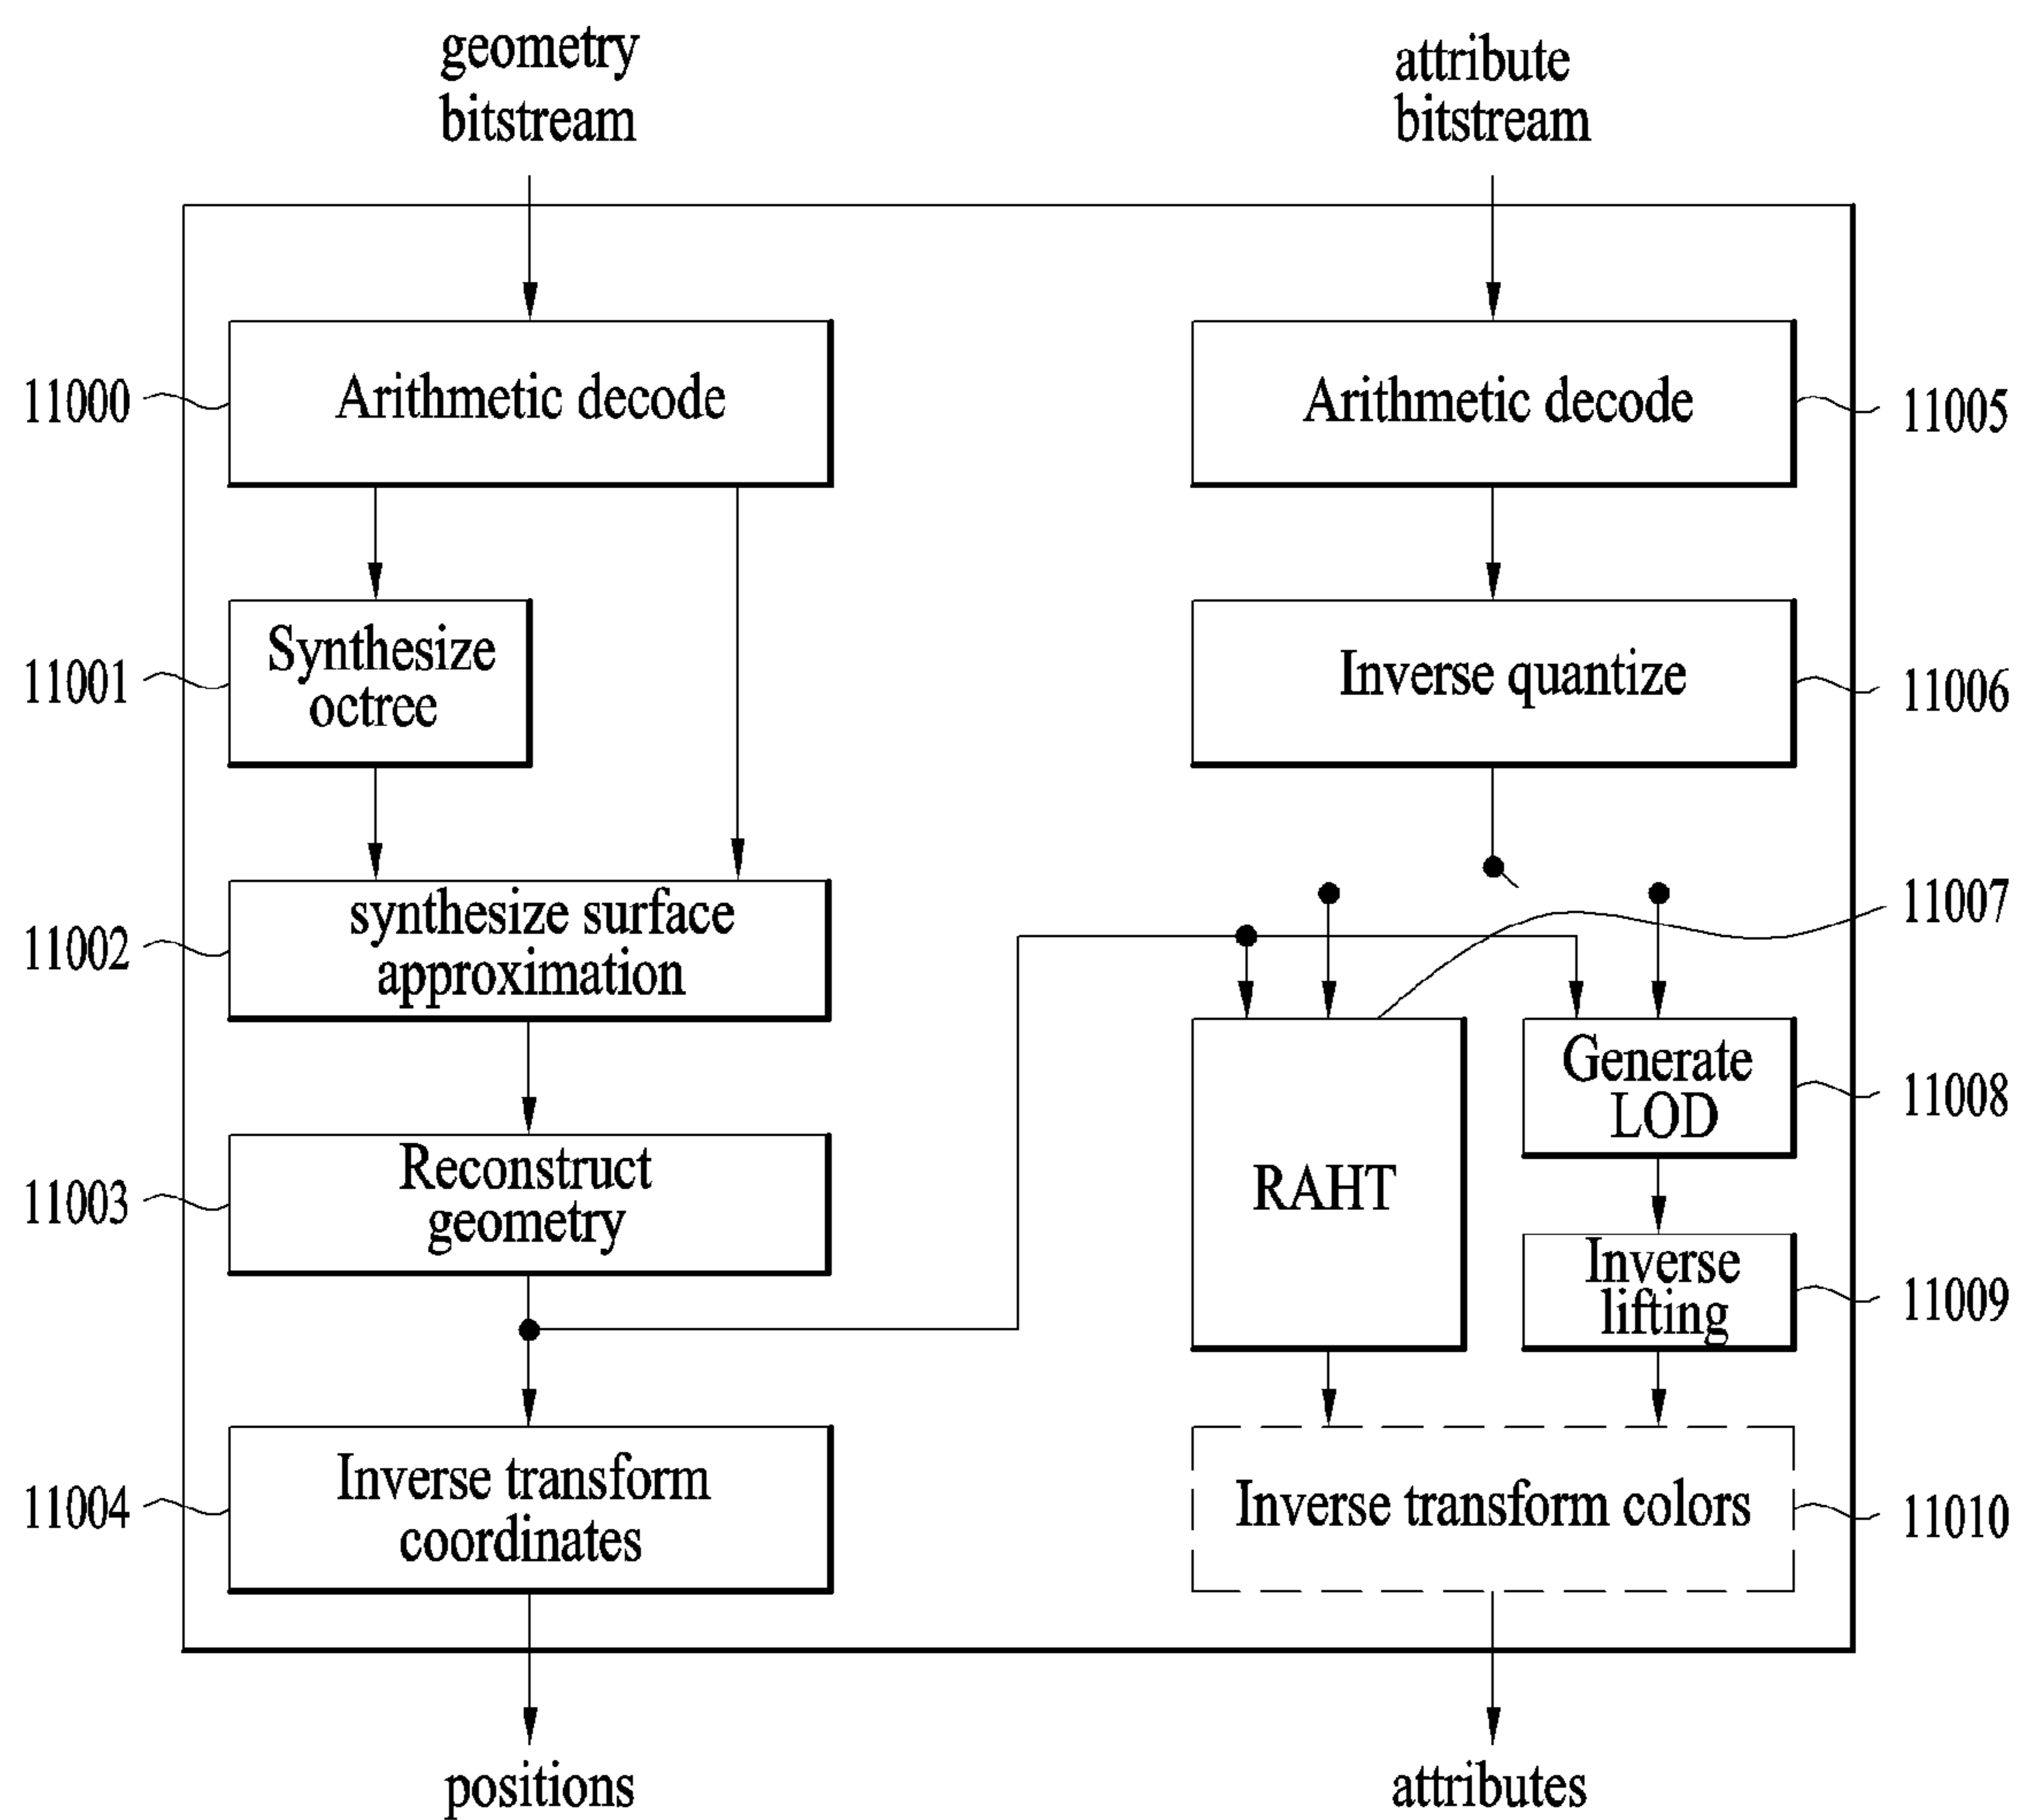 geometry
bitstream
attribute
bitstream
11000
Arithmetic decode
Arithmetic decode
11005
11001
Synthesize
octree
Inverse quantize
11006
11002
synthesize surface
approximation
11007
11003
Reconstruct
geometry
RAHT
Generate
LOD
11008
Inverse
lifting
11009
11004
Inverse transform
coordinates
Inverse transform colors
11010
positions
attributes